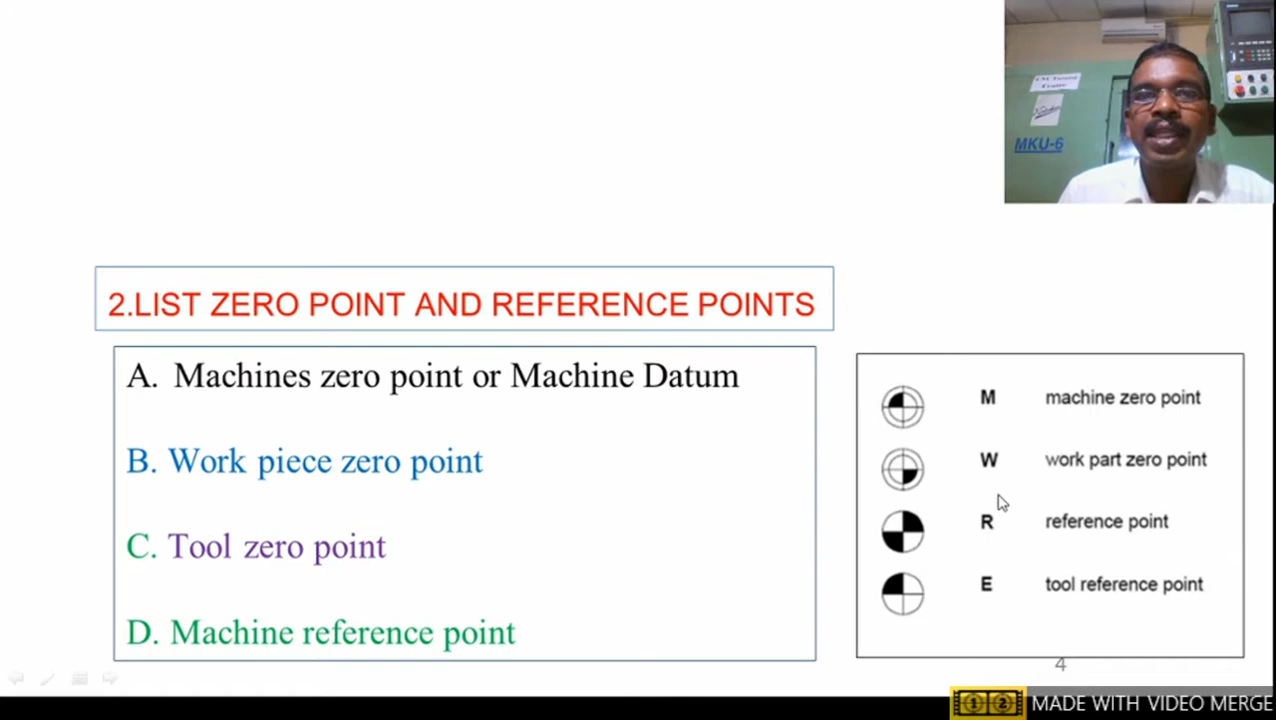 MKU-6
2.LIST ZERO POINT AND REFERENCE POINTS
A. Machines zero point or Machine Datum
B. Work piece zero point
C. Tool zero point
D. Machine reference point
M machine zero point
W work part zero point
R reference point
E tool reference point
4
1 2 MADE WITH VIDEO MERGE